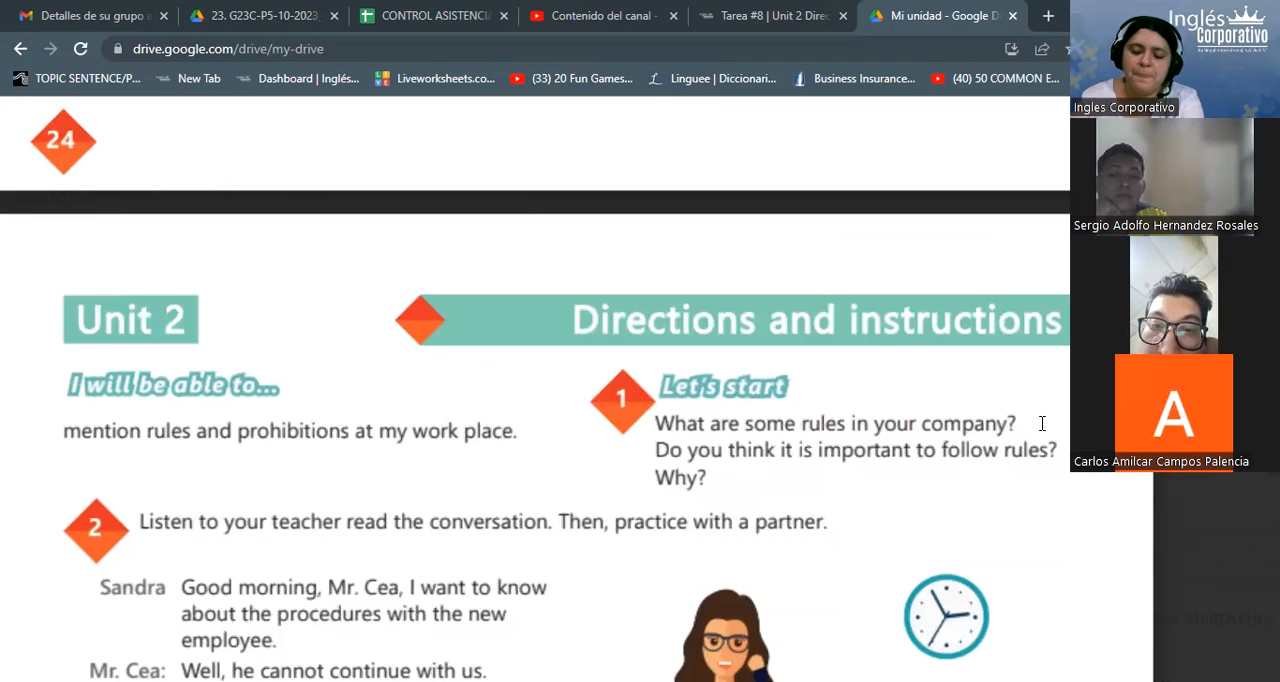 Detalles de su grupo a
23. G23C-P5-10-2023_
CONTROL ASISTENCI
Contenido del canal -
Tarea #8 | Unit 2 Direc
Mi unidad - Google D
drive.google.com/drive/my-drive
TOPIC SENTENCE/P...
New Tab
Dashboard | Inglés...
Liveworksheets.co...
(33) 20 Fun Games...
Linguee | Diccionari...
Business Insurance...
(40) 50 COMMON E...
Inglés
Corporativo
Ingles Corporativo
Sergio Adolfo Hernandez Rosales
A
Carlos Amilcar Campos Palencia
24
Unit 2
Directions and instructions
I will be able to...
mention rules and prohibitions at my work place.
1
Let's start
What are some rules in your company?
Do you think it is important to follow rules?
Why?
2
Listen to your teacher read the conversation. Then, practice with a partner.
Sandra Good morning, Mr. Cea, I want to know
about the procedures with the new
employee.
Mr. Cea: Well, he cannot continue with us.